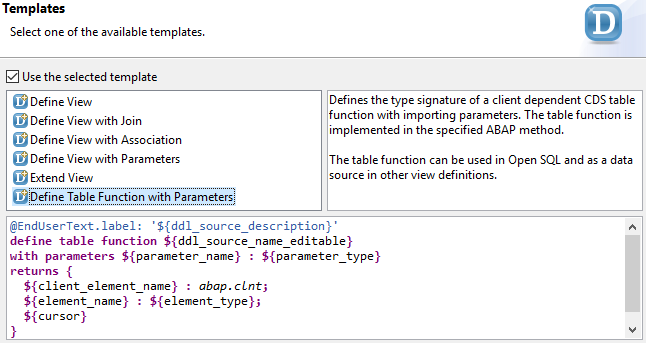 Templates
Select one of the available templates.
D
Use the selected template
Define View
Define View with Join
Define View with Association
Define View with Parameters
Extend View
Define Table Function with Parameters
Defines the type signature of a client dependent CDS table
function with importing parameters. The table function is
implemented in the specified ABAP method.
The table function can be used in Open SQL and as a data
source in other view definitions.
@EndUserText.label: '${ddl_source_description}'
define table function ${ddl_source_name_editable}
with parameters ${parameter_name} : ${parameter_type}
returns {
${client_element_name} : abap.clnt;
${element_name} : ${element_type};
${cursor}
}